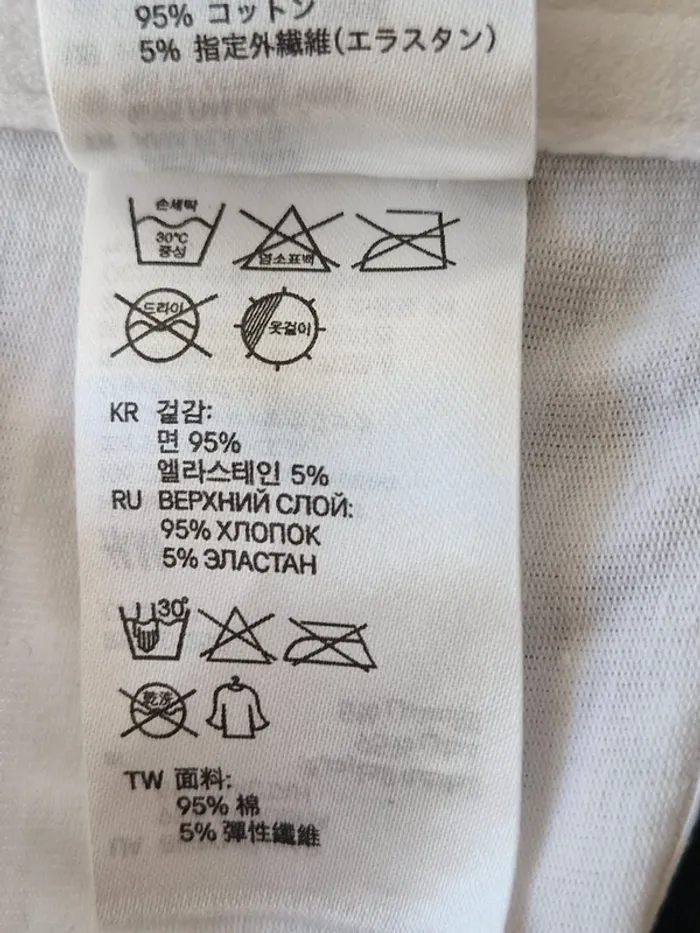 95% コットン
5% 指定外繊維(エラスタン)
손세탁
30℃
중성
염소표백
드라이
옷걸이
KR 겉감:
면 95%
엘라스테인 5%
RU ВЕРХНИЙ СЛОЙ:
95% ХЛОПОК
5% ЭЛАСТАН
30°
乾洗
TW 面料:
95% 棉
5% 彈性纖維